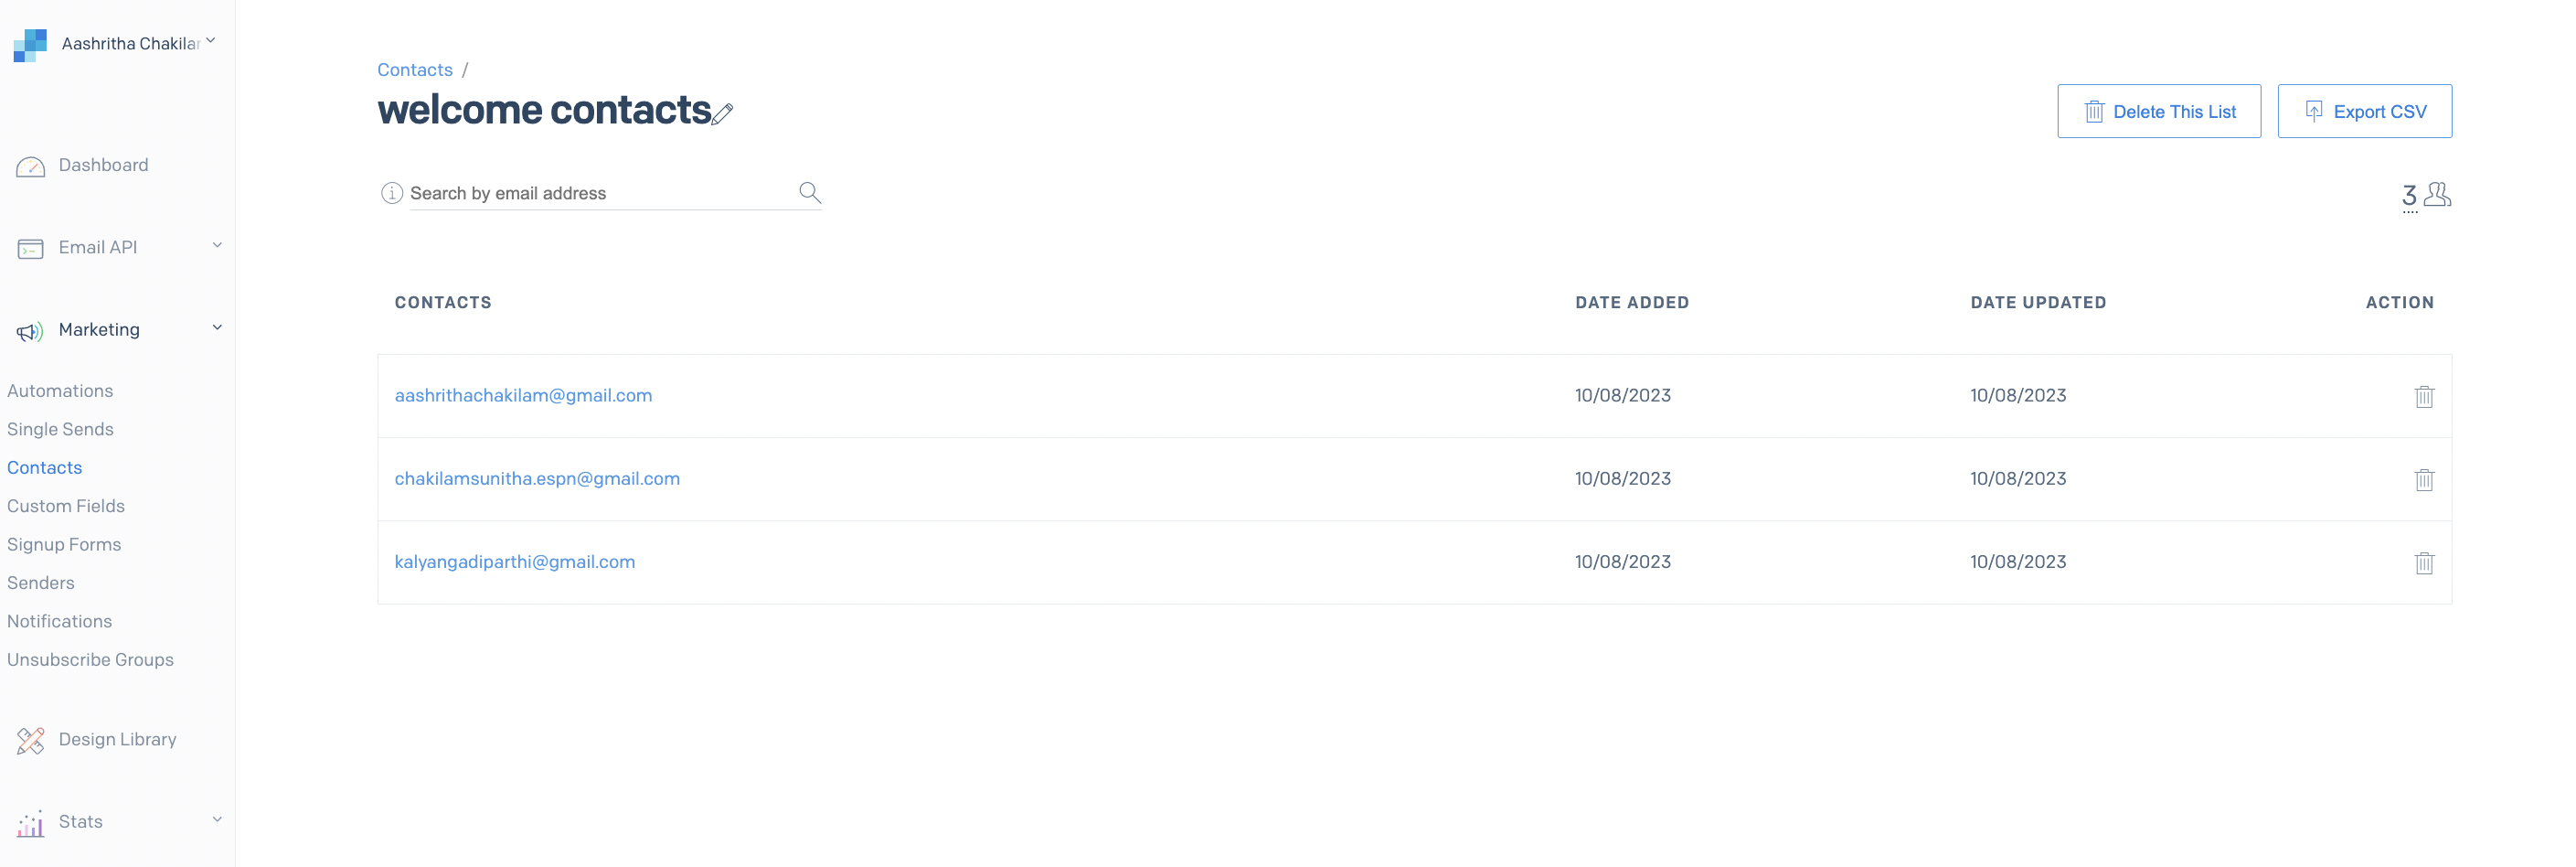 Aashritha Chakilar
Dashboard
Email API
Marketing
Automations
Single Sends
Contacts
Custom Fields
Signup Forms
Senders
Notifications
Unsubscribe Groups
Design Library
Stats
Contacts /
welcome contacts
Delete This List
Export CSV
Search by email address
3
CONTACTS DATE ADDED DATE UPDATED ACTION
aashrithachakilam@gmail.com 10/08/2023 10/08/2023
chakilamsunitha.espn@gmail.com 10/08/2023 10/08/2023
kalyangadiparthi@gmail.com 10/08/2023 10/08/2023